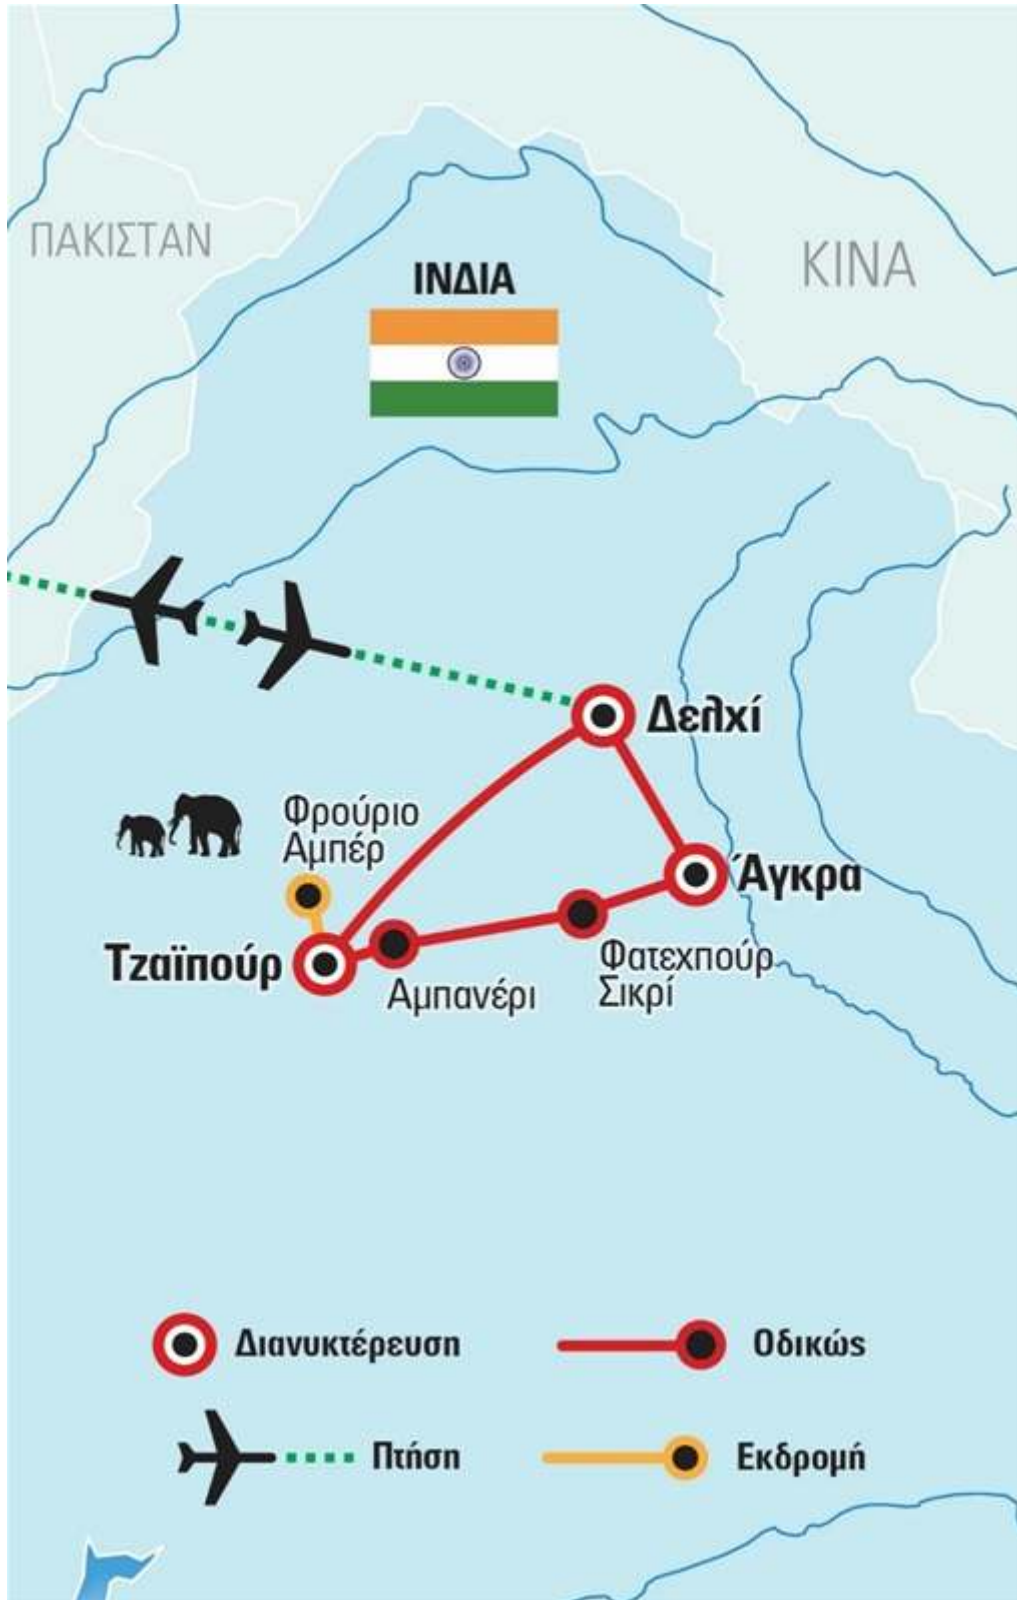 ΠΑΚΙΣΤΑΝ
ΚΙΝΑ
ΙΝΔΙΑ
Δελχί
Φρούριο
Αμπέρ
Άγκρα
Τζαϊπούρ
Αμπανέρι
Φατεχπούρ
Σικρί
Διανυκτέρευση
Οδικώς
Πτήση
Εκδρομή